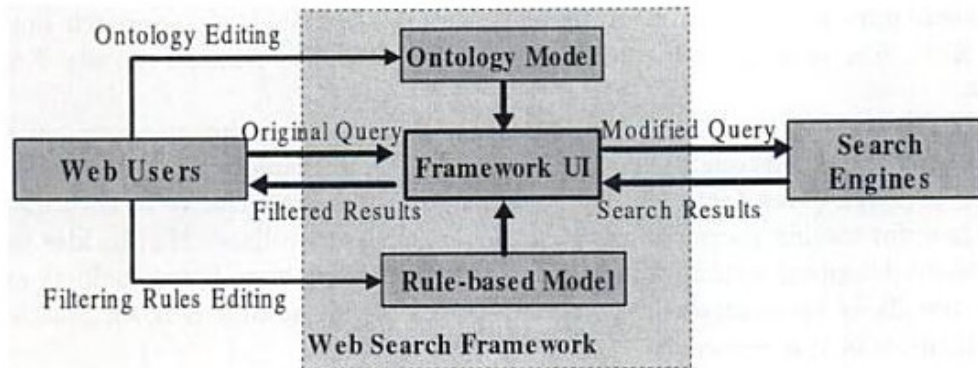 Ontology Editing
Ontology Model
Original Query
Modified Query
Web Users
Framework UI
Search
Engines
Filtered Results
Search Results
Rule-based Model
Filtering Rules Editing
Web Search Framework